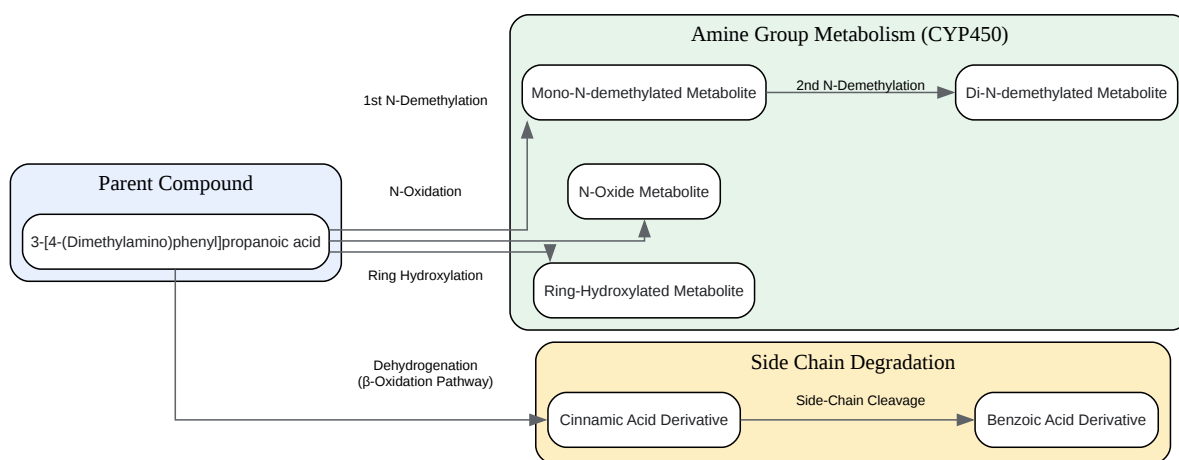 Amine Group Metabolism (CYP450)
Mono-N-demethylated Metabolite
2nd N-Demethylation
Di-N-demethylated Metabolite
1st N-Demethylation
Parent Compound
N-Oxidation
N-Oxide Metabolite
3-[4-(Dimethylamino)phenyl]propanoic acid
Ring Hydroxylation
Ring-Hydroxylated Metabolite
Side Chain Degradation
Dehydrogenation
(β-Oxidation Pathway)
Cinnamic Acid Derivative
Side-Chain Cleavage
Benzoic Acid Derivative